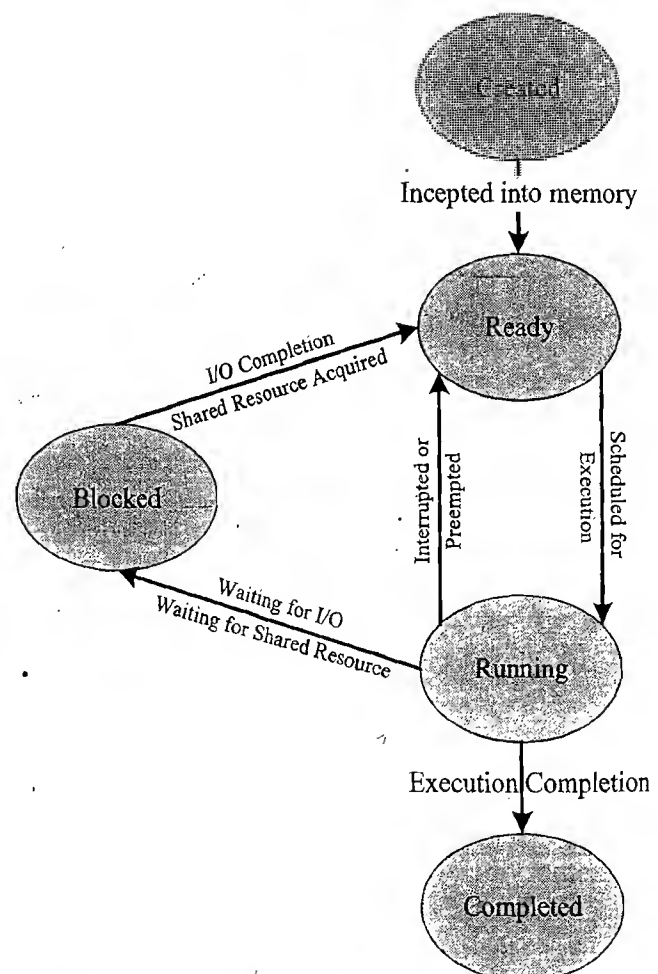 Created
Incepted into memory
Ready
I/O Completion
Shared Resource Acquired
Blocked
Interrupted or
Preempted
Scheduled for
Execution
Waiting for I/O
Waiting for Shared Resource
Running
Execution Completion
Completed